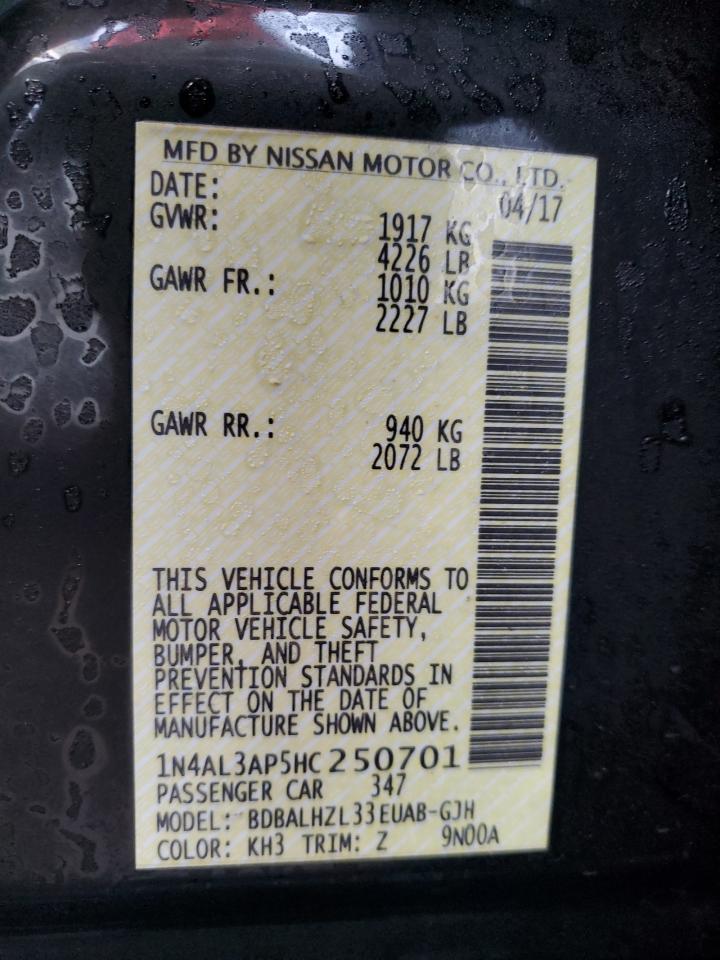 MFD BY NISSAN MOTOR CO., LTD.
DATE: 04/17
GVWR: 1917 KG
4226 LB
GAWR FR.: 1010 KG
2227 LB
GAWR RR.: 940 KG
2072 LB
THIS VEHICLE CONFORMS TO
ALL APPLICABLE FEDERAL
MOTOR VEHICLE SAFETY,
BUMPER, AND THEFT
PREVENTION STANDARDS IN
EFFECT ON THE DATE OF
MANUFACTURE SHOWN ABOVE.
1N4AL3AP5HC250701
PASSENGER CAR 347
MODEL: BDBALHZL33EUAB-GJH
COLOR: KH3 TRIM: Z 9N00A